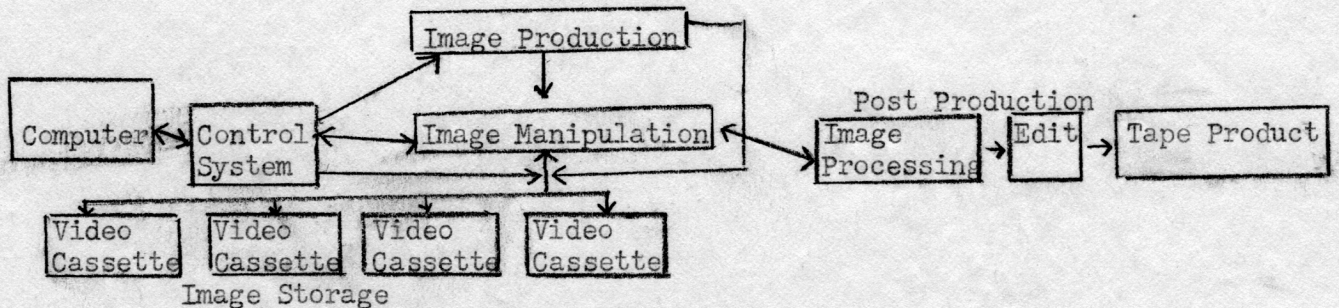 Image Production
Computer
Control
System
Image Manipulation
Post Production
Image
Processing
Edit
Tape Product
Video
Cassette
Video
Cassette
Video
Cassette
Video
Cassette
Image Storage